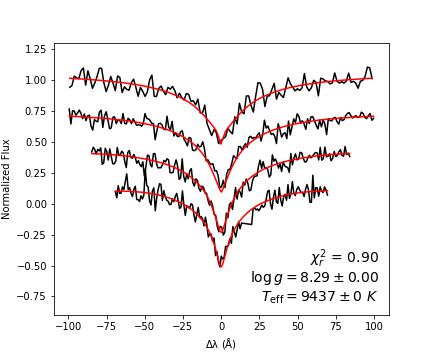 1.25
1.00
0.75
0.50
0.25
0.00
−0.25
−0.50
−0.75
Normalized Flux
χ²ᵣ = 0.90
log g = 8.29 ± 0.00
T_eff = 9437 ± 0 K
−100 −75 −50 −25 0 25 50 75 100
Δλ (Å)